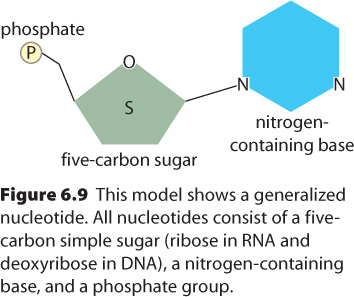 phosphate
P
O
S
N
N
five-carbon sugar
nitrogen-
containing base
Figure 6.9 This model shows a generalized
nucleotide. All nucleotides consist of a five-
carbon simple sugar (ribose in RNA and
deoxyribose in DNA), a nitrogen-containing
base, and a phosphate group.